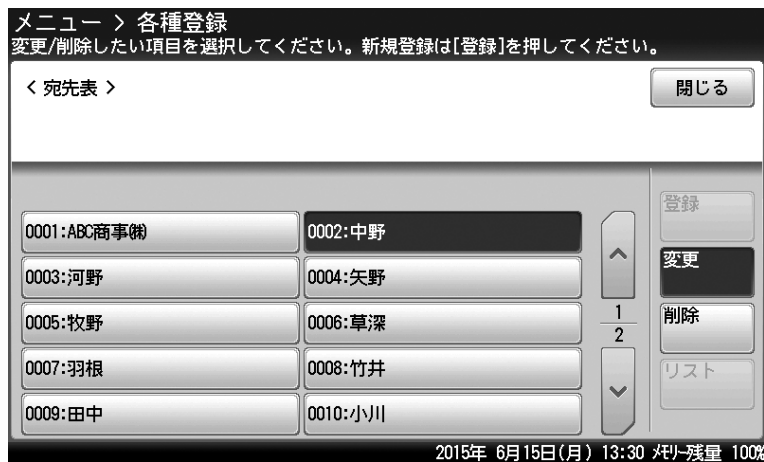 メニュー > 各種登録
変更/削除したい項目を選択してください。新規登録は[登録]を押してください。
< 宛先表 >
閉じる
登録
0001:ABC商事㈱
0002:中野
変更
0003:河野
0004:矢野
0005:牧野
0006:草深
1
2
削除
0007:羽根
0008:竹井
リスト
0009:田中
0010:小川
2015年 6月15日(月) 13:30 ﾒﾓﾘｰ残量 100%